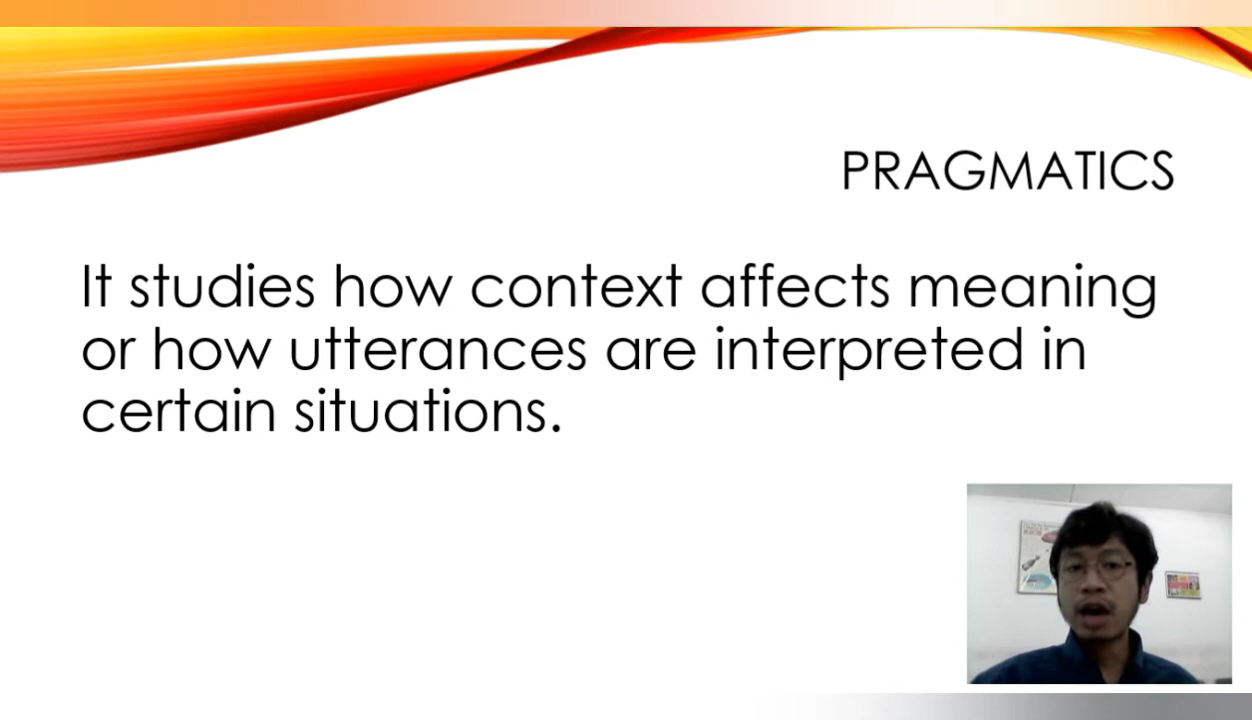 PRAGMATICS
It studies how context affects meaning
or how utterances are interpreted in
certain situations.